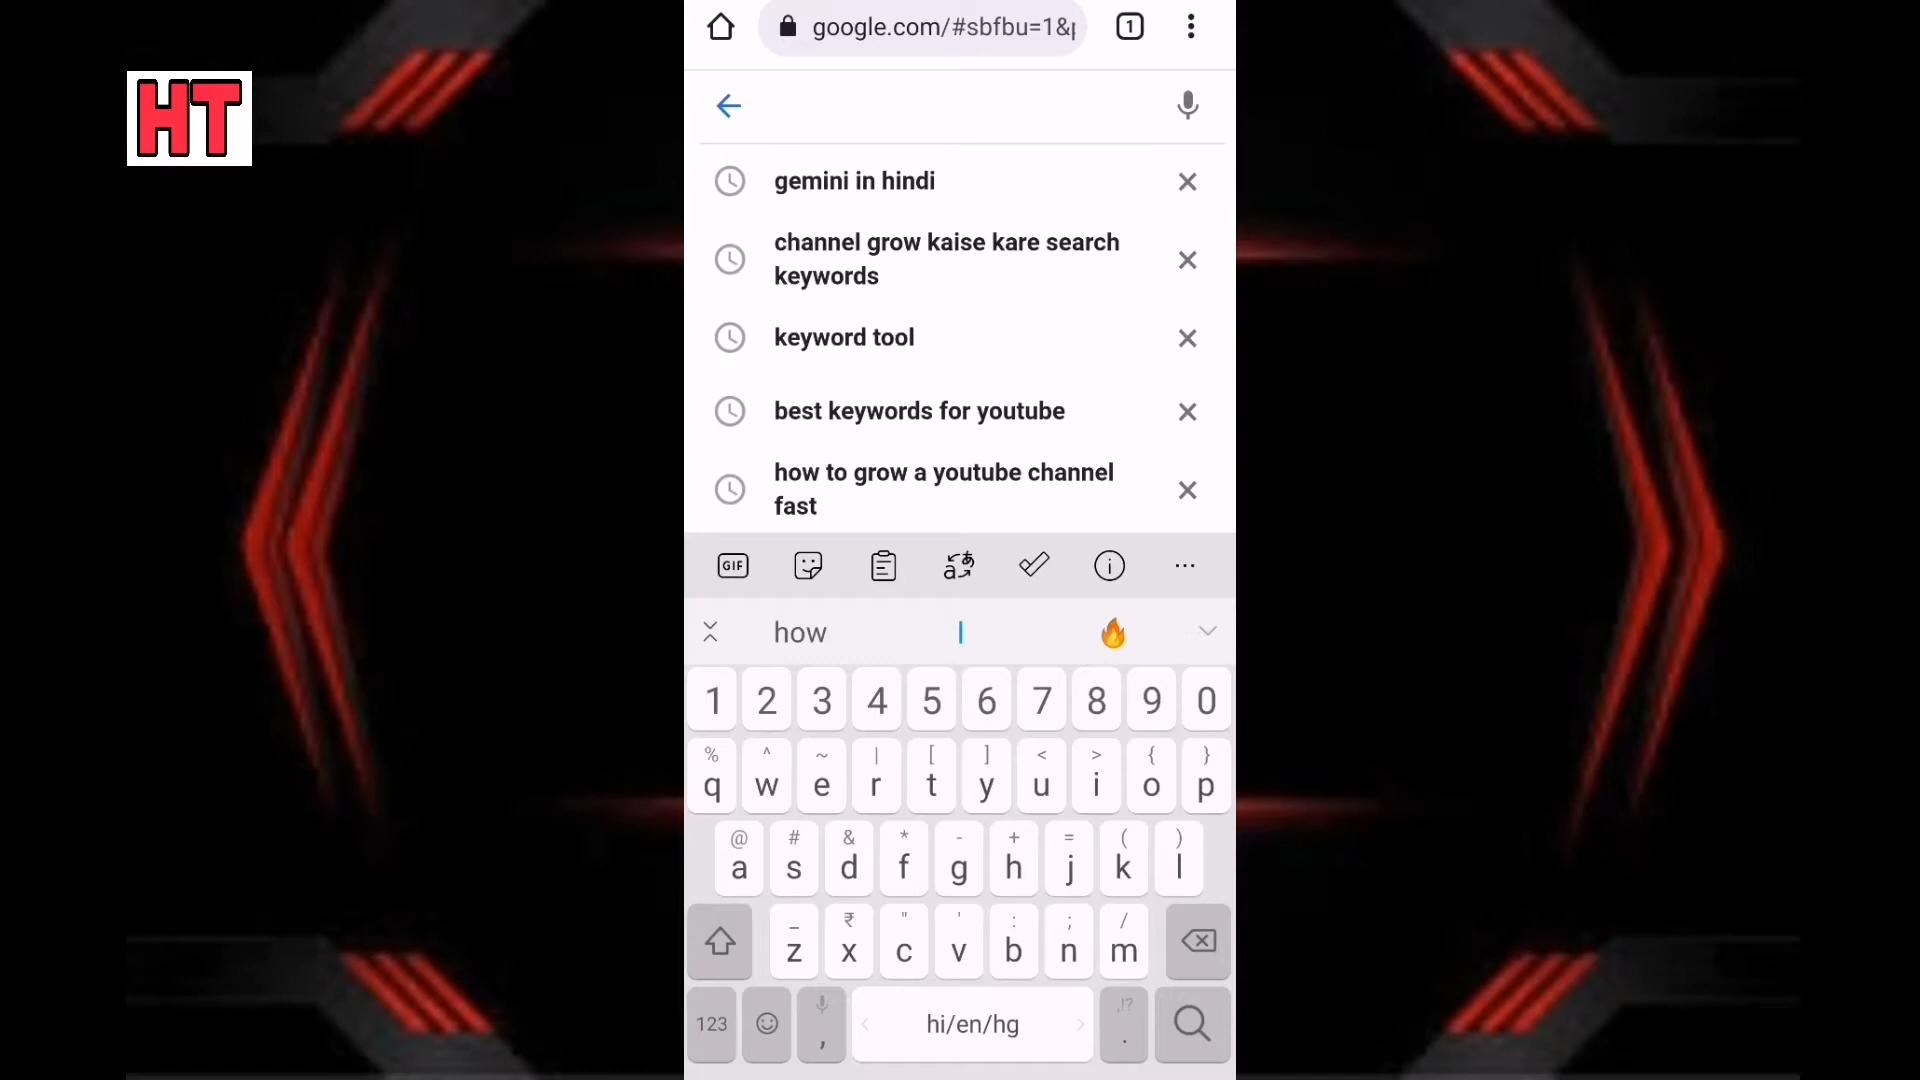 google.com/#sbfbu=1&
1
HT
gemini in hindi
channel grow kaise kare search
keywords
keyword tool
best keywords for youtube
how to grow a youtube channel
fast
GIF
how
1 2 3 4 5 6 7 8 9 0
% ^ ~ | [ ] < > { }
q w e r t y u i o p
@ # & * - + = ( )
a s d f g h j k l
_ ₹ " ' : ; /
z x c v b n m
,!?
123 , hi/en/hg .